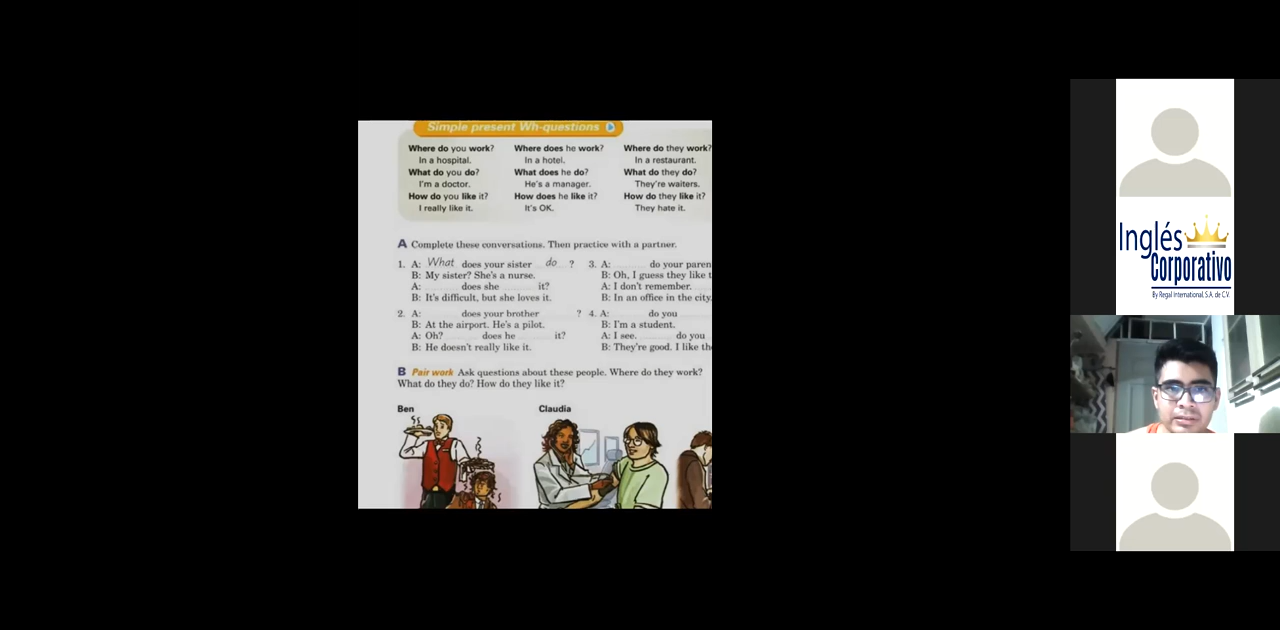 Simple present Wh-questions
Where do you work?
In a hospital.
What do you do?
I'm a doctor.
How do you like it?
I really like it.
Where does he work?
In a hotel.
What does he do?
He's a manager.
How does he like it?
It's OK.
Where do they work?
In a restaurant.
What do they do?
They're waiters.
How do they like it?
They hate it.
A Complete these conversations. Then practice with a partner.
1. A: What does your sister do ?
B: My sister? She's a nurse.
A: does she it?
B: It's difficult, but she loves it.
2. A: does your brother ?
B: At the airport. He's a pilot.
A: Oh? does he it?
B: He doesn't really like it.
3. A: do your paren
B: Oh, I guess they like t
A: I don't remember.
B: In an office in the city.
4. A: do you
B: I'm a student.
A: I see. do you
B: They're good. I like the
B Pair work Ask questions about these people. Where do they work?
What do they do? How do they like it?
Ben
Claudia
Inglés
Corporativo
By Regal International, S.A. de C.V.